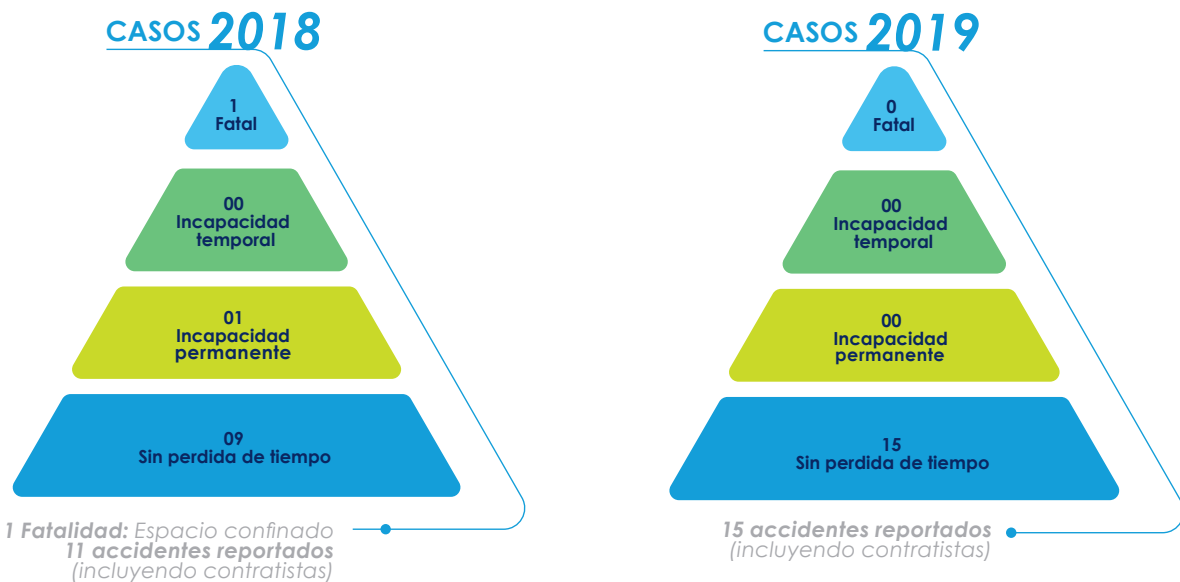 CASOS 2018
1
Fatal
00
Incapacidad
temporal
01
Incapacidad
permanente
09
Sin perdida de tiempo
1 Fatalidad: Espacio confinado
11 accidentes reportados
(incluyendo contratistas)
CASOS 2019
0
Fatal
00
Incapacidad
temporal
00
Incapacidad
permanente
15
Sin perdida de tiempo
15 accidentes reportados
(incluyendo contratistas)